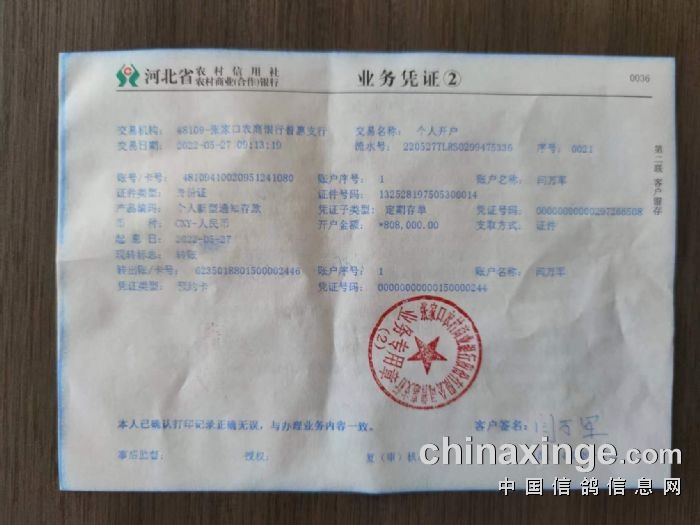 河北省 农村信用社
农村商业(合作)银行
业务凭证②
0036
交易机构: 48109-张家口农商银行普惠支行 交易名称: 个人开户
交易日期: 2022-05-27 09:13:19 流水号: 2205277LRS0299475336 序号: 0021
账号/卡号: 48109410020951241080 账户序号: 1 账户名称: 闫万军
证件类型: 身份证 证件号码: 132528197505300014
产品编码: 个人新型通知存款 凭证子类型: 定期存单 凭证号码: 00000000000297266508
币 种: CNY-人民币 开户金额: *808,000.00 支取方式: 证件
起息日: 2022-05-27
现转标志: 转账
转出账/卡号: 6235018801500002446 账户序号: 1 账户名称: 闫万军
凭证类型: 预约卡 凭证号码: 00000000000150000244
第二联 客户留存
业务专用章
(2)
本人已确认打印记录正确无误,与办理业务内容一致。 客户签名: 闫万军
事后监督: 授权: 复(审)核
chinaxinge.com
中国信鸽信息网